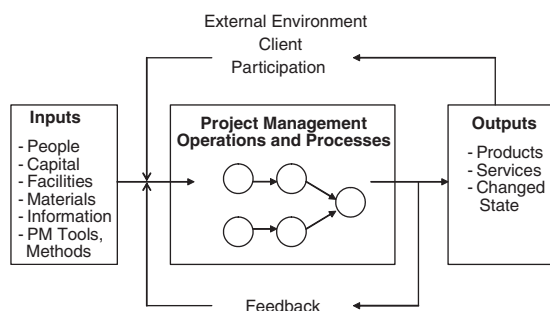 External Environment
Client
Participation
Inputs
- People
- Capital
- Facilities
- Materials
- Information
- PM Tools,
Methods
Project Management
Operations and Processes
Outputs
- Products
- Services
- Changed
State
Feedback